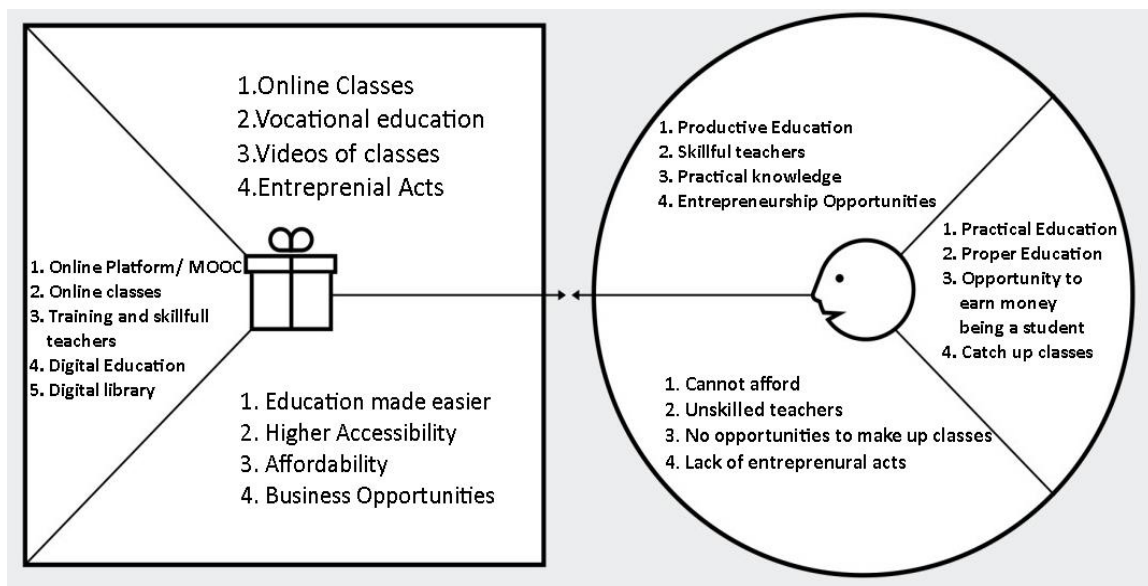 1.Online Classes
2.Vocational education
3.Videos of classes
4.Entreprenial Acts
1. Online Platform/ MOOC
2. Online classes
3. Training and skillfull
teachers
4. Digital Education
5. Digital library
1. Education made easier
2. Higher Accessibility
3. Affordability
4. Business Opportunities
1. Productive Education
2. Skillful teachers
3. Practical knowledge
4. Entrepreneurship Opportunities
1. Practical Education
2. Proper Education
3. Opportunity to
earn money
being a student
4. Catch up classes
1. Cannot afford
2. Unskilled teachers
3. No opportunities to make up classes
4. Lack of entreprenural acts